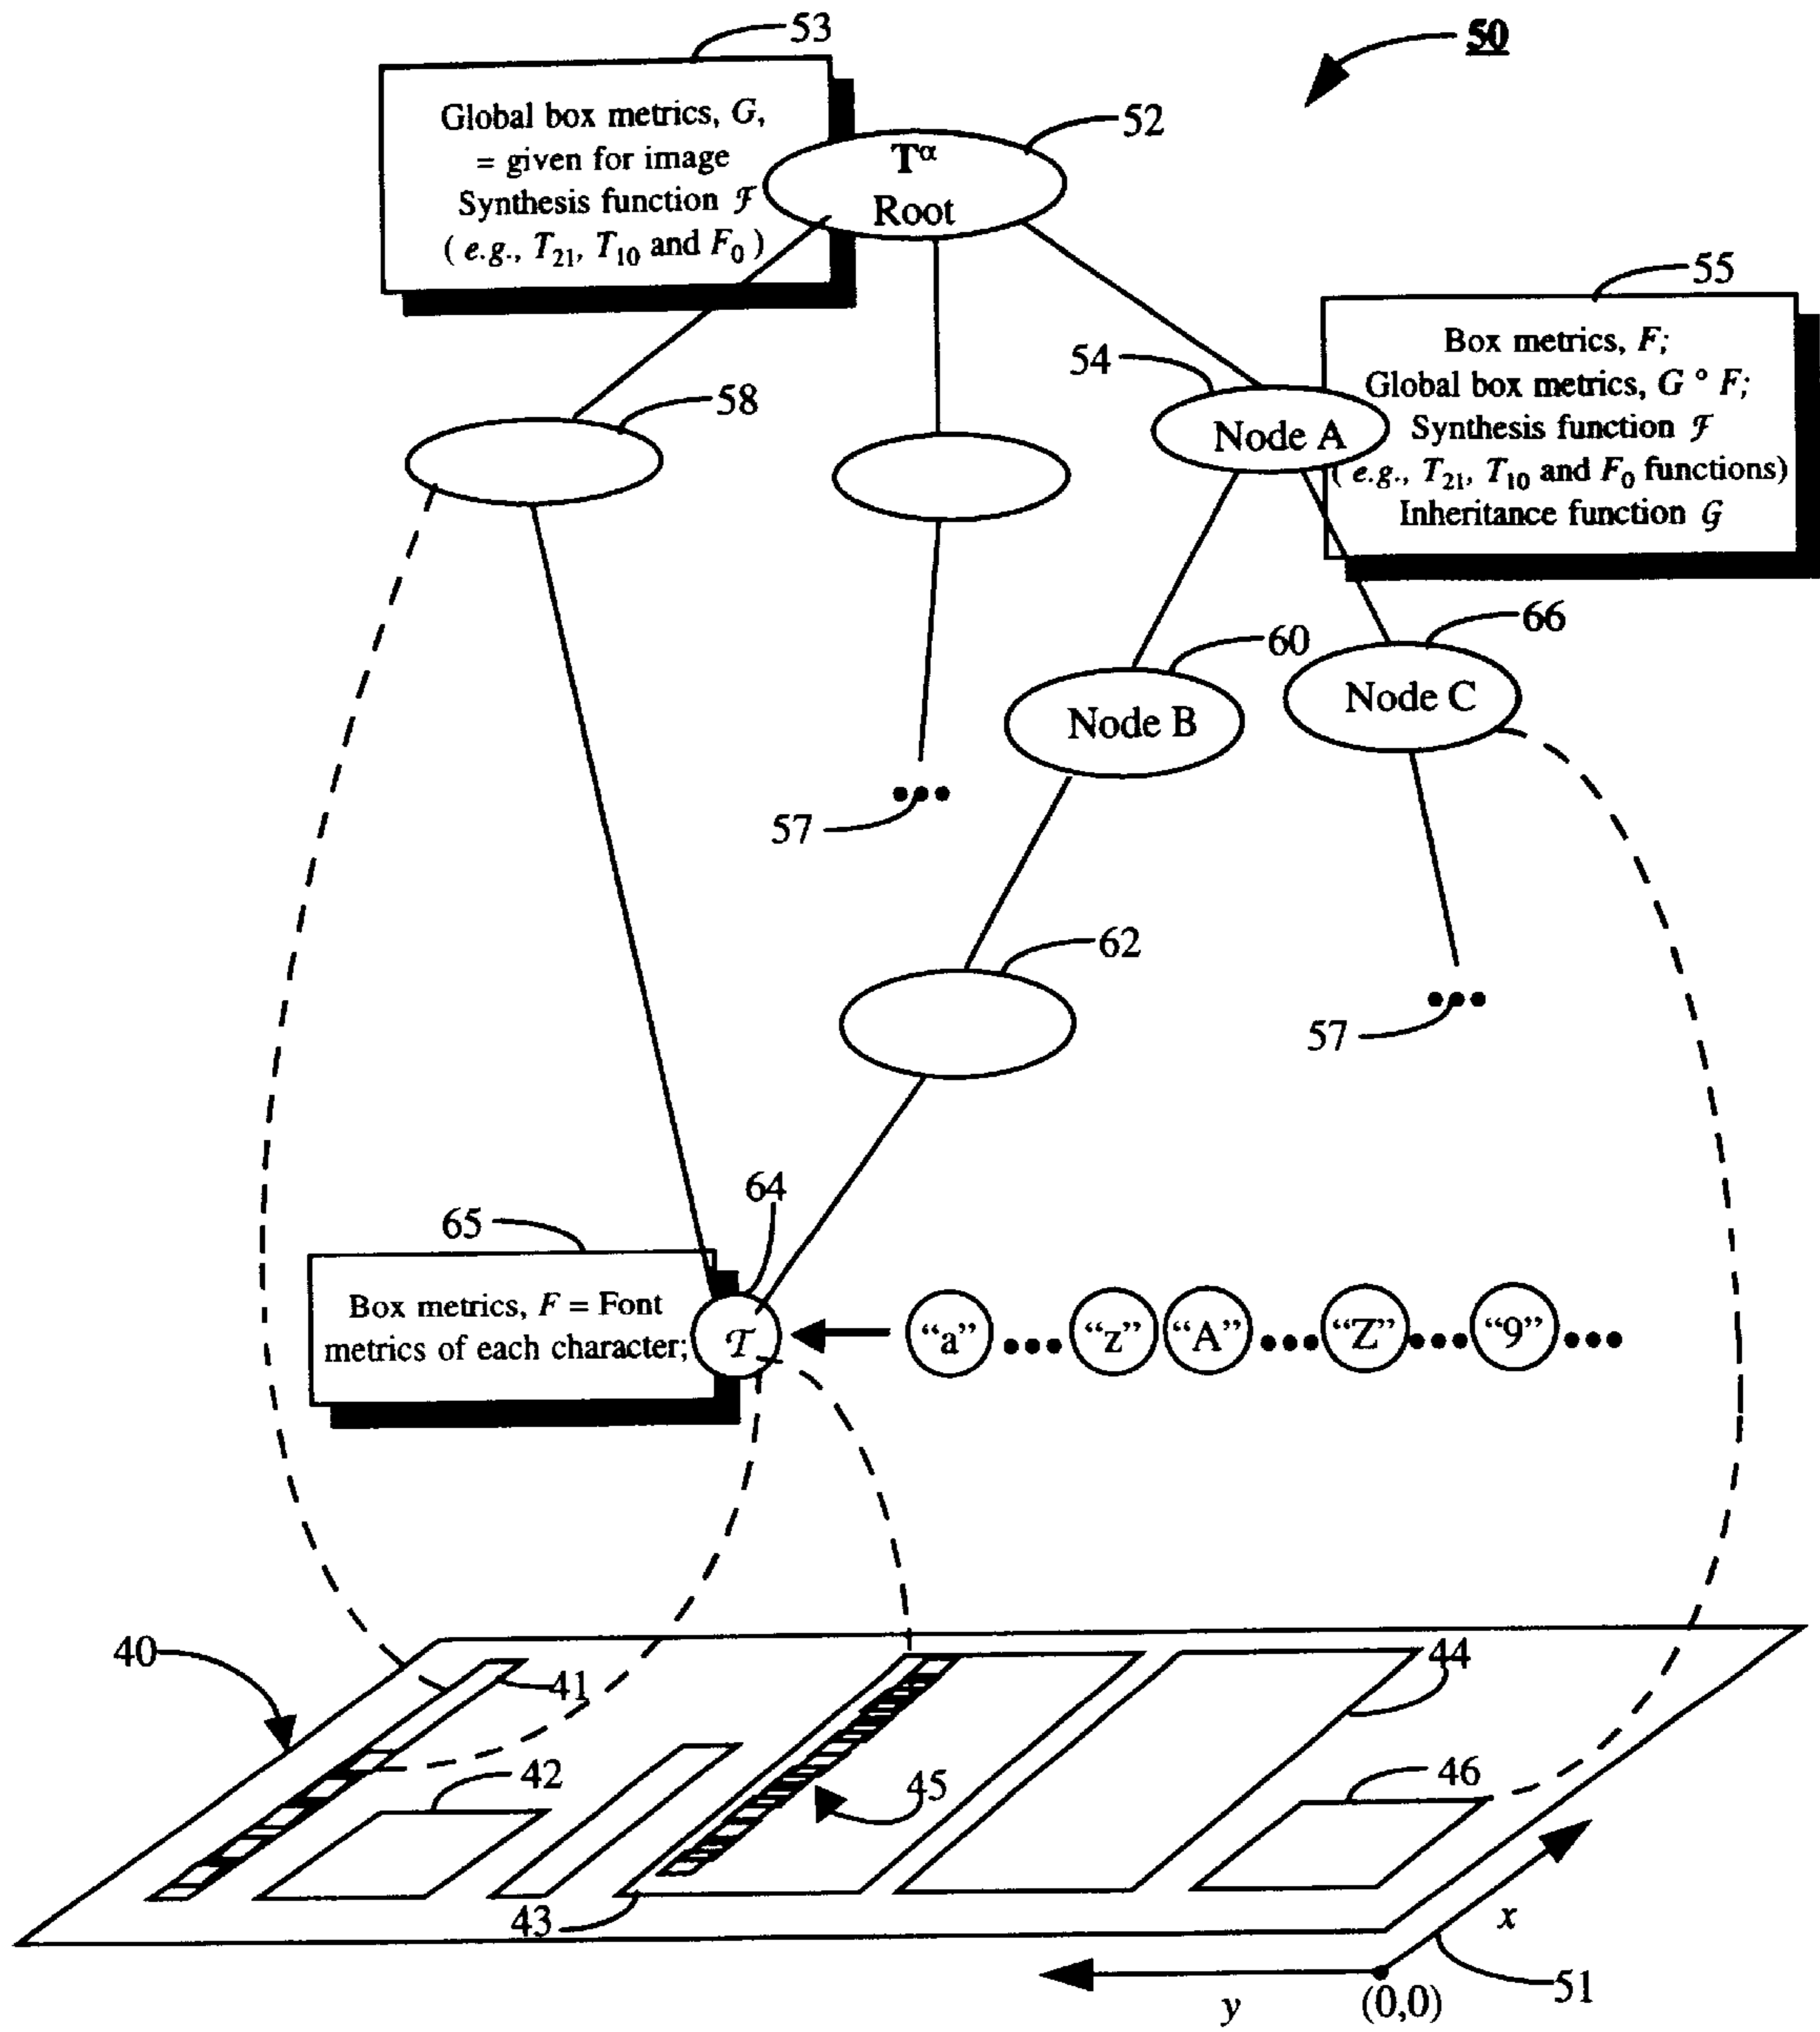 53
50
Global box metrics, G,
= given for image
Synthesis function ℱ
( e.g., T₂₁, T₁₀ and F₀ )
52
Tα
Root
55
Box metrics, F;
Global box metrics, G ° F;
Synthesis function ℱ
( e.g., T₂₁, T₁₀ and F₀ functions)
Inheritance function 𝒢
54
Node A
58
66
60
Node C
Node B
57
62
57
64
65
Box metrics, F = Font
metrics of each character;
𝒯
“a” ••• “z” “A” ••• “Z” ••• “9” •••
40
41
44
42
45
46
43
x
51
y
(0,0)